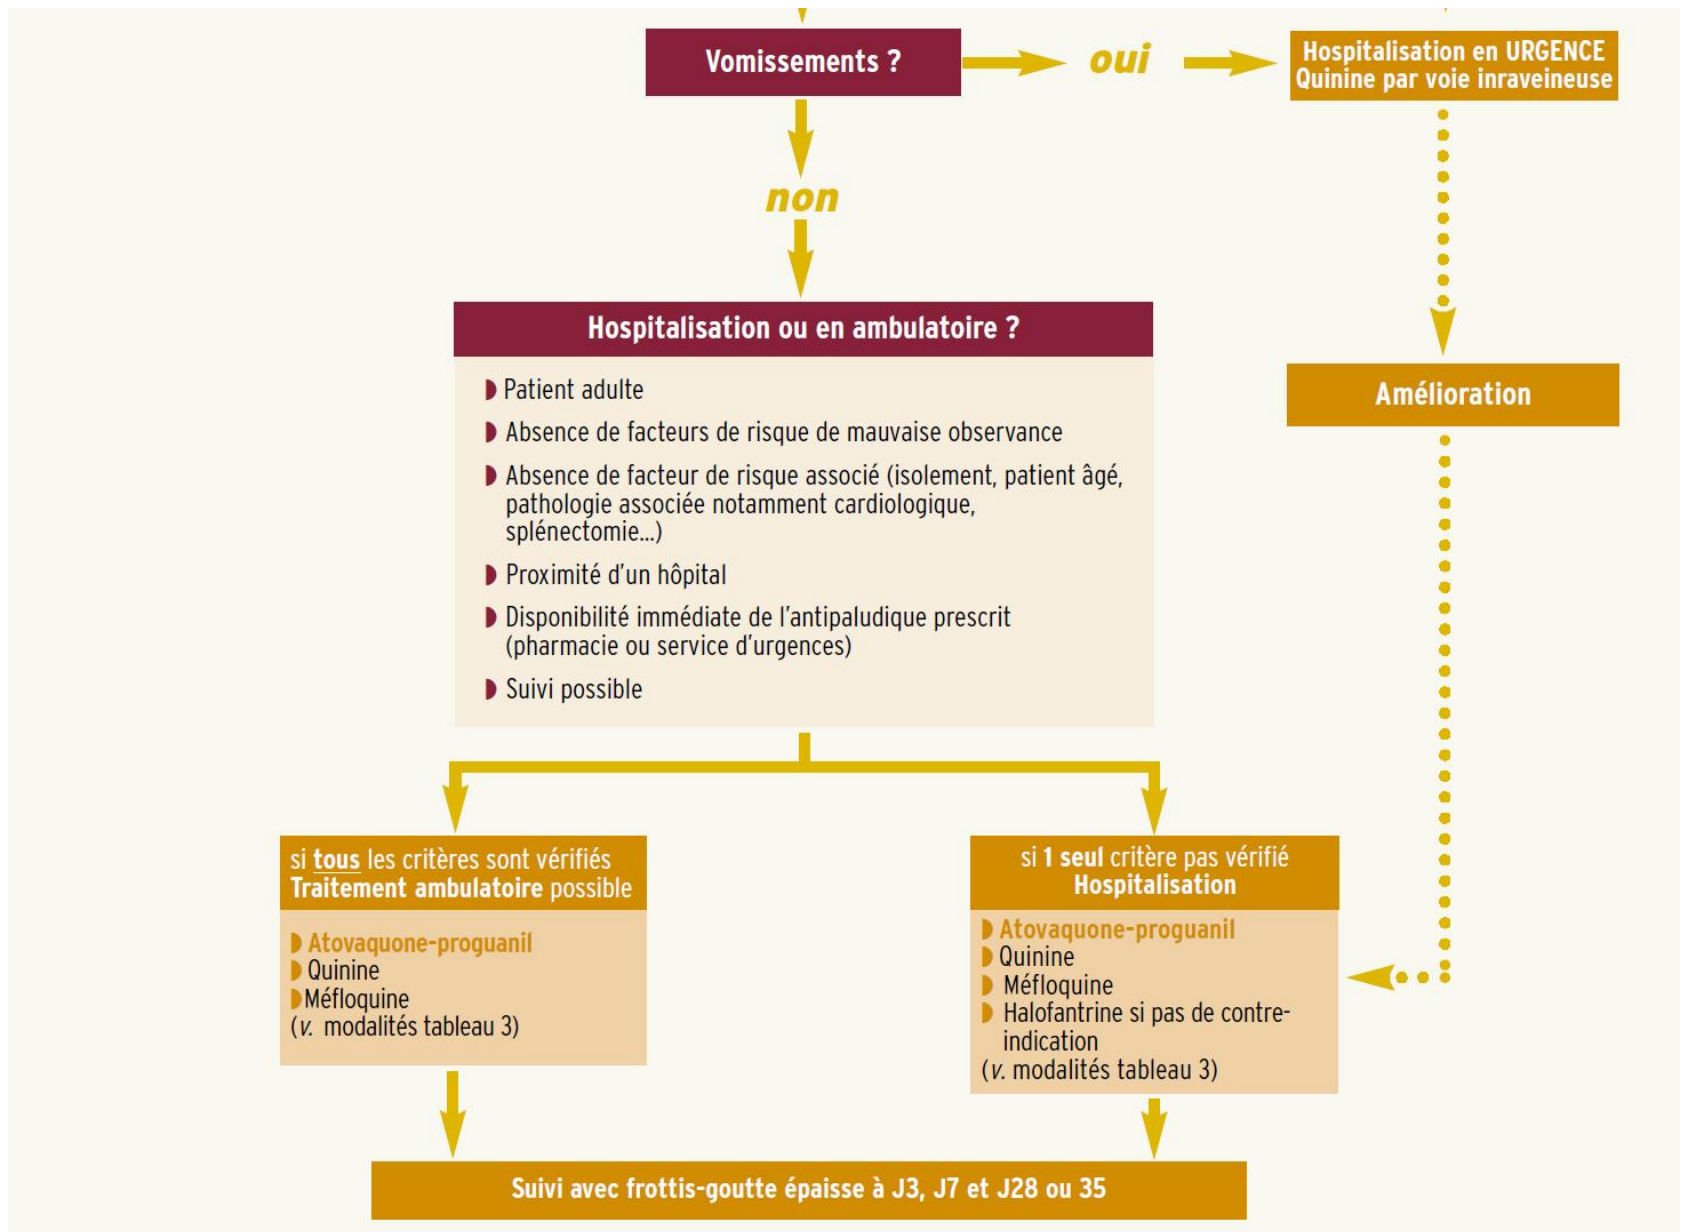 Vomissements ?
oui
Hospitalisation en URGENCE
Quinine par voie inraveineuse
non
Hospitalisation ou en ambulatoire ?
Patient adulte
Absence de facteurs de risque de mauvaise observance
Absence de facteur de risque associé (isolement, patient âgé,
pathologie associée notamment cardiologique,
splénectomie...)
Proximité d'un hôpital
Disponibilité immédiate de l'antipaludique prescrit
(pharmacie ou service d'urgences)
Suivi possible
Amélioration
si tous les critères sont vérifiés
Traitement ambulatoire possible
Atovaquone-proguanil
Quinine
Méfloquine
(v. modalités tableau 3)
si 1 seul critère pas vérifié
Hospitalisation
Atovaquone-proguanil
Quinine
Méfloquine
Halofantrine si pas de contre-
indication
(v. modalités tableau 3)
Suivi avec frottis-goutte épaisse à J3, J7 et J28 ou 35